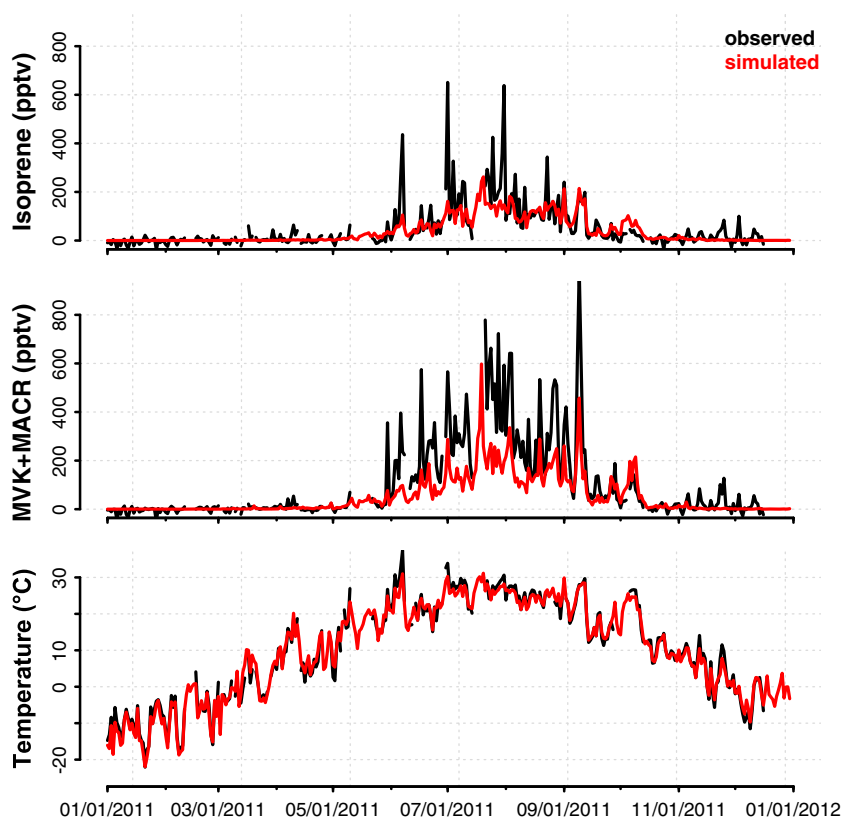 observed
simulated
Isoprene (pptv)
800
600
400
200
0
MVK+MACR (pptv)
800
600
400
200
0
Temperature (°C)
30
10
0
-20
01/01/2011 03/01/2011 05/01/2011 07/01/2011 09/01/2011 11/01/2011 01/01/2012